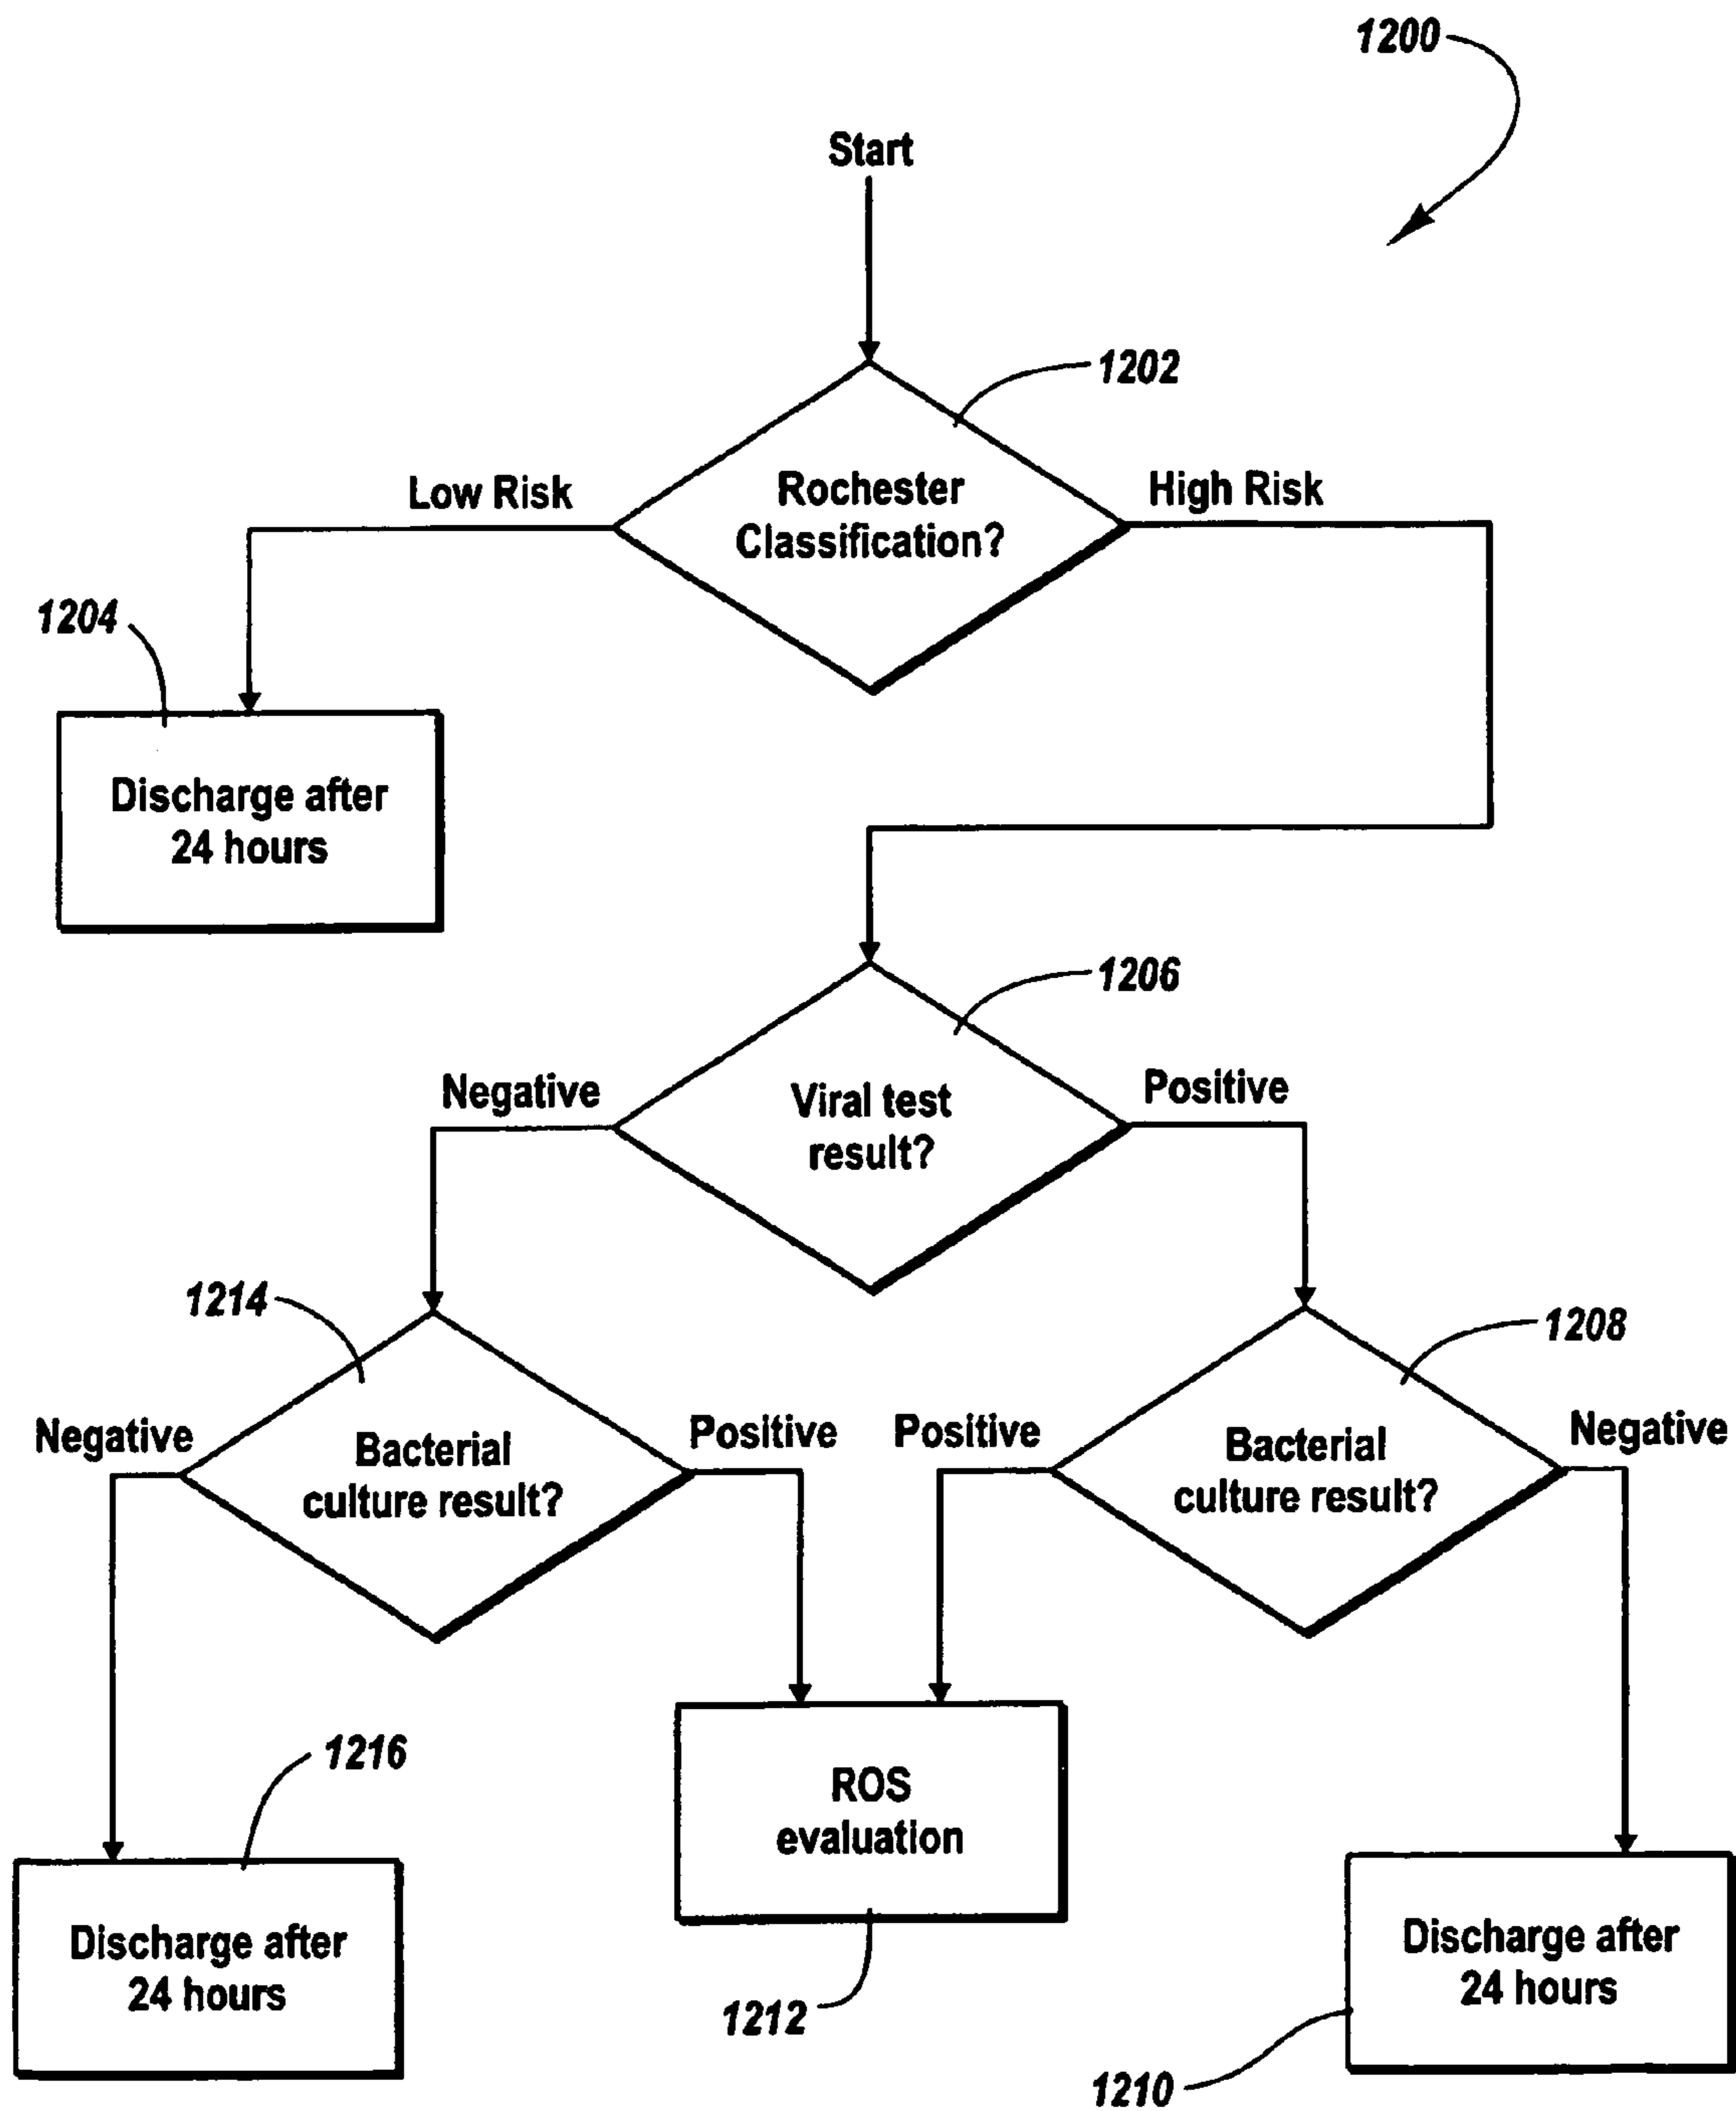 1200
Start
1202
Low Risk
Rochester
Classification?
High Risk
1204
Discharge after
24 hours
1206
Negative
Viral test
result?
Positive
1214
1208
Negative
Bacterial
culture result?
Positive
Positive
Bacterial
culture result?
Negative
1216
ROS
evaluation
Discharge after
24 hours
1212
Discharge after
24 hours
1210